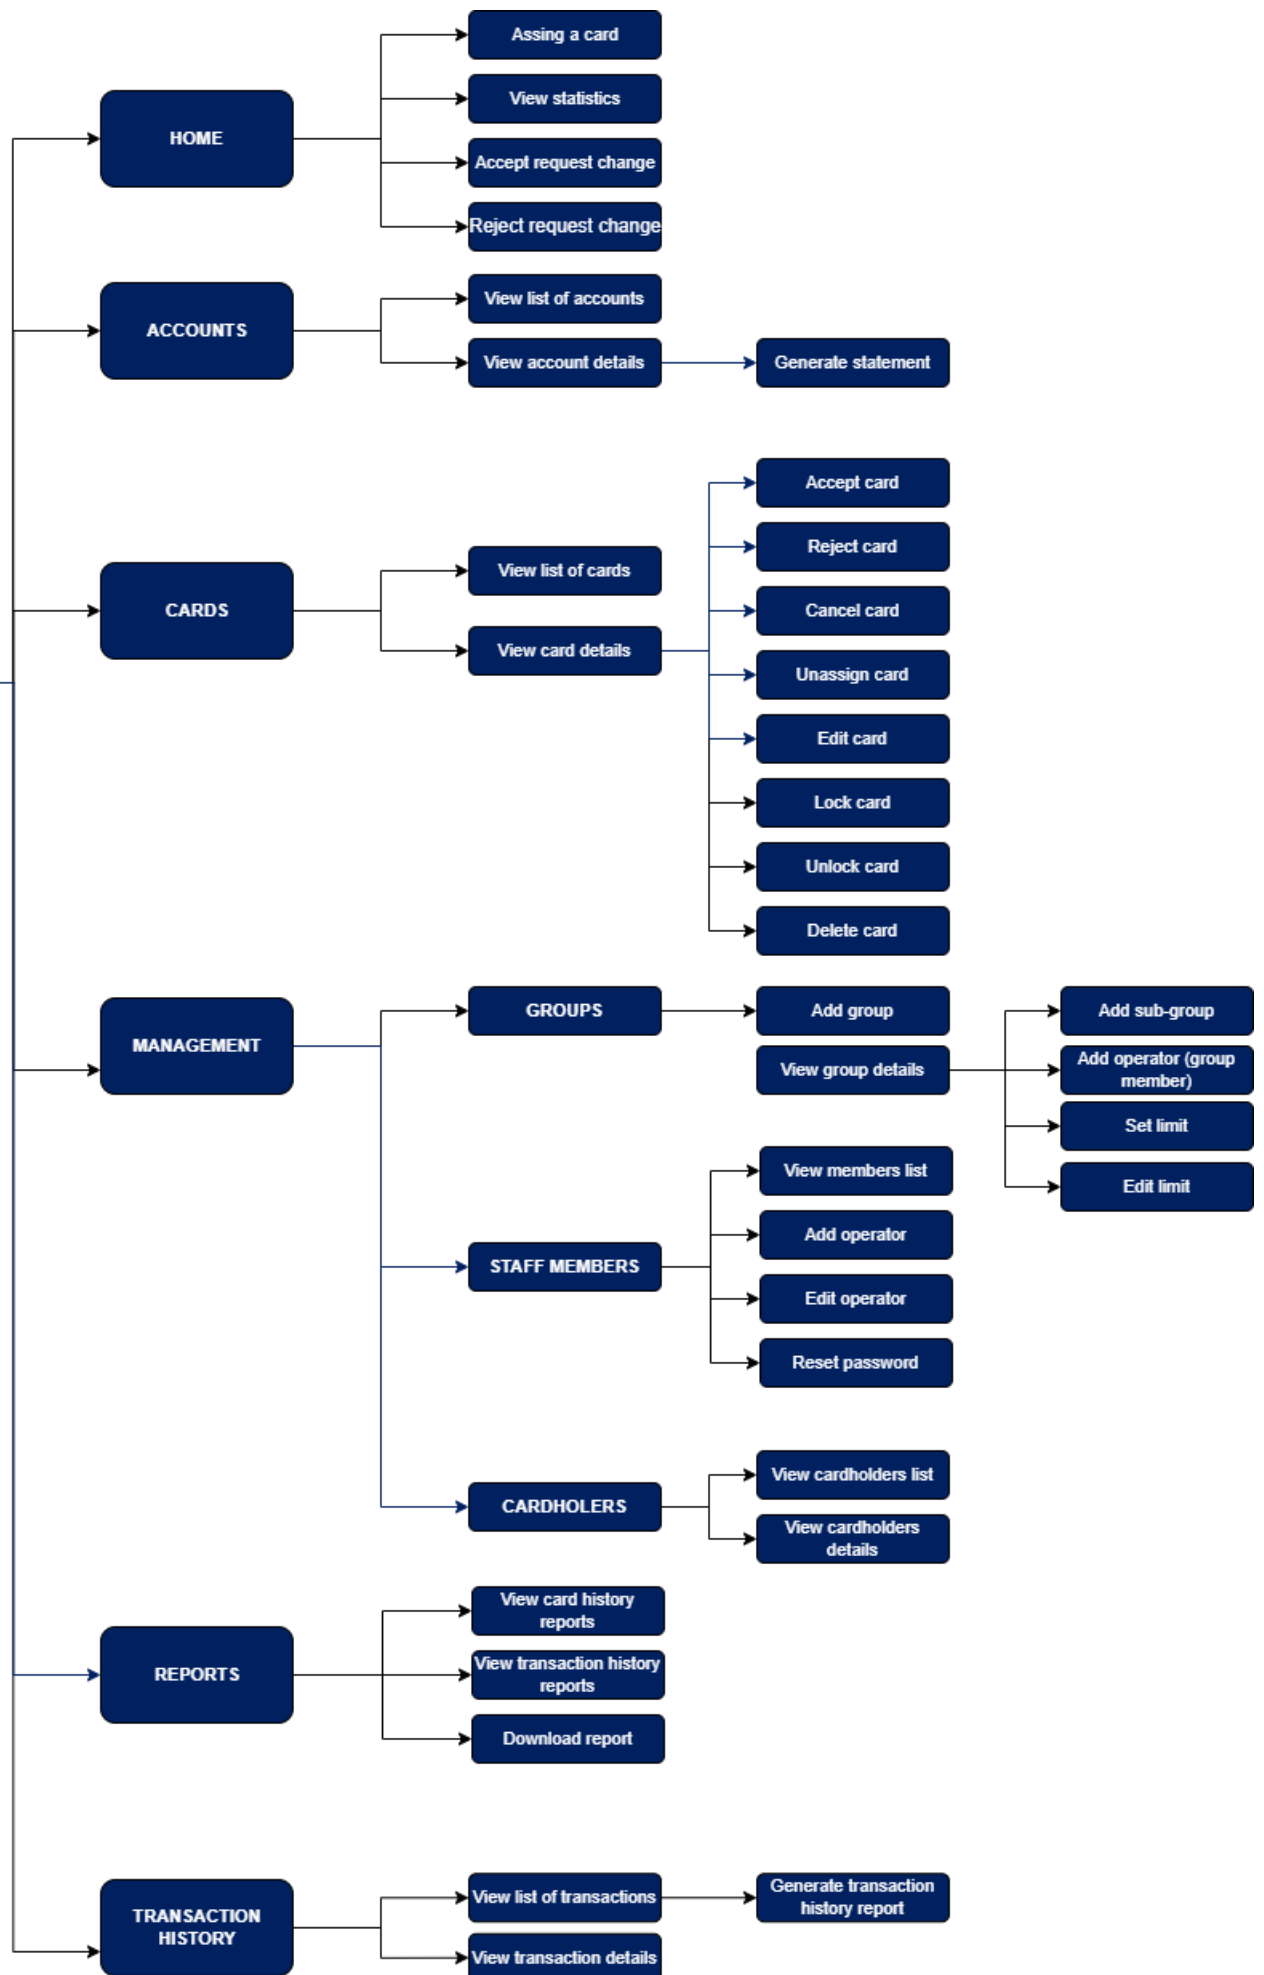 Assing a card
View statistics
HOME
Accept request change
Reject request change
View list of accounts
ACCOUNTS
View account details
Generate statement
Accept card
Reject card
View list of cards
CARDS
Cancel card
View card details
Unassign card
Edit card
Lock card
Unlock card
Delete card
MANAGEMENT
GROUPS
Add group
Add sub-group
View group details
Add operator (group
member)
Set limit
Edit limit
View members list
Add operator
STAFF MEMBERS
Edit operator
Reset password
View cardholders list
CARDHOLERS
View cardholders
details
View card history
reports
REPORTS
View transaction history
reports
Download report
TRANSACTION
HISTORY
View list of transactions
Generate transaction
history report
View transaction details